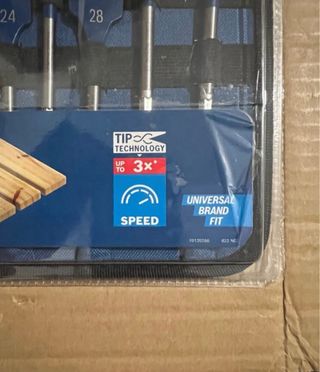 24
28
TIP
TECHNOLOGY
UP
TO
3x*
SPEED
UNIVERSAL
BRAND
FIT